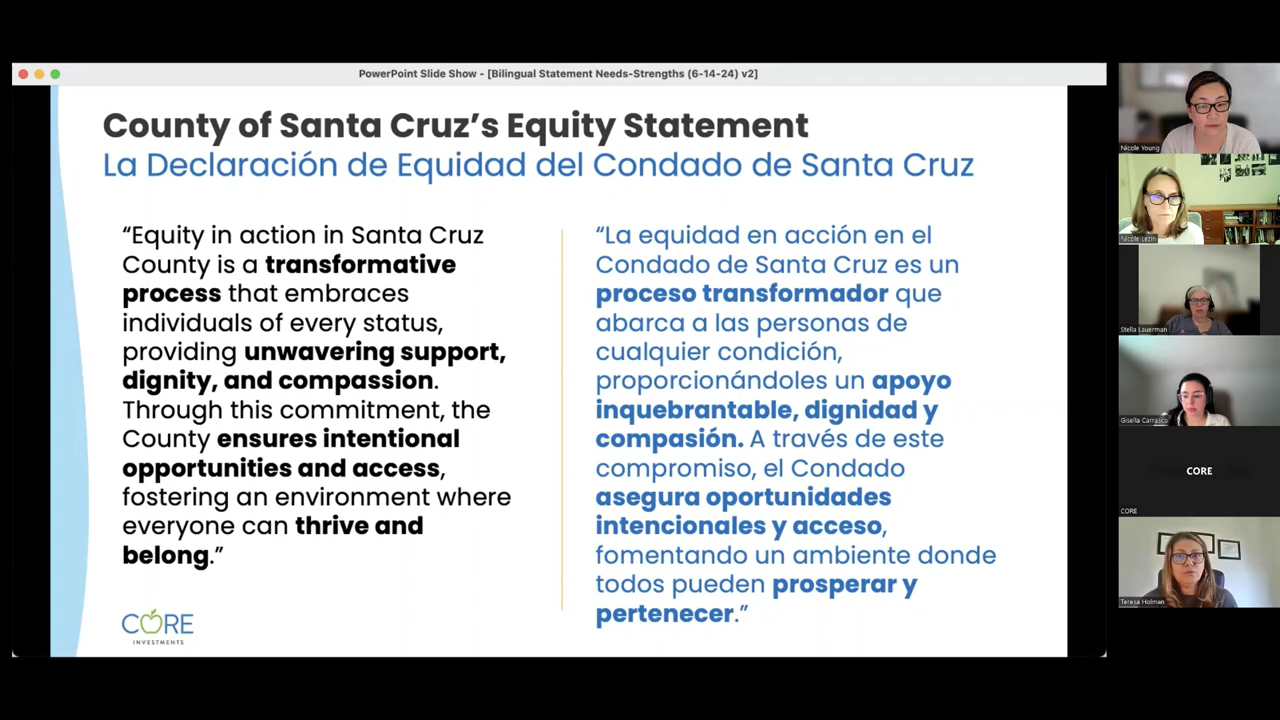 PowerPoint Slide Show - [Bilingual Statement Needs-Strengths (6-14-24) v2]
County of Santa Cruz’s Equity Statement
La Declaración de Equidad del Condado de Santa Cruz
“Equity in action in Santa Cruz
County is a transformative
process that embraces
individuals of every status,
providing unwavering support,
dignity, and compassion.
Through this commitment, the
County ensures intentional
opportunities and access,
fostering an environment where
everyone can thrive and
belong.”
“La equidad en acción en el
Condado de Santa Cruz es un
proceso transformador que
abarca a las personas de
cualquier condición,
proporcionándoles un apoyo
inquebrantable, dignidad y
compasión. A través de este
compromiso, el Condado
asegura oportunidades
intencionales y acceso,
fomentando un ambiente donde
todos pueden prosperar y
pertenecer.”
CORE
INVESTMENTS
Nicole Young
Nicole Lezin
Stella Lauerman
Gisella Carrasco
CORE
CORE
Teresa Holman